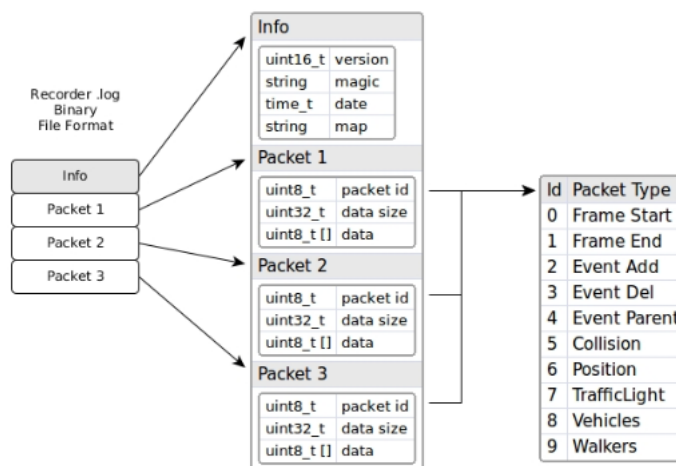 Recorder .log
Binary
File Format
Info
Packet 1
Packet 2
Packet 3
Info
uint16_t version
string magic
time_t date
string map
Packet 1
uint8_t packet id
uint32_t data size
uint8_t [] data
Packet 2
uint8_t packet id
uint32_t data size
uint8_t [] data
Packet 3
uint8_t packet id
uint32_t data size
uint8_t [] data
Id Packet Type
0 Frame Start
1 Frame End
2 Event Add
3 Event Del
4 Event Parent
5 Collision
6 Position
7 TrafficLight
8 Vehicles
9 Walkers